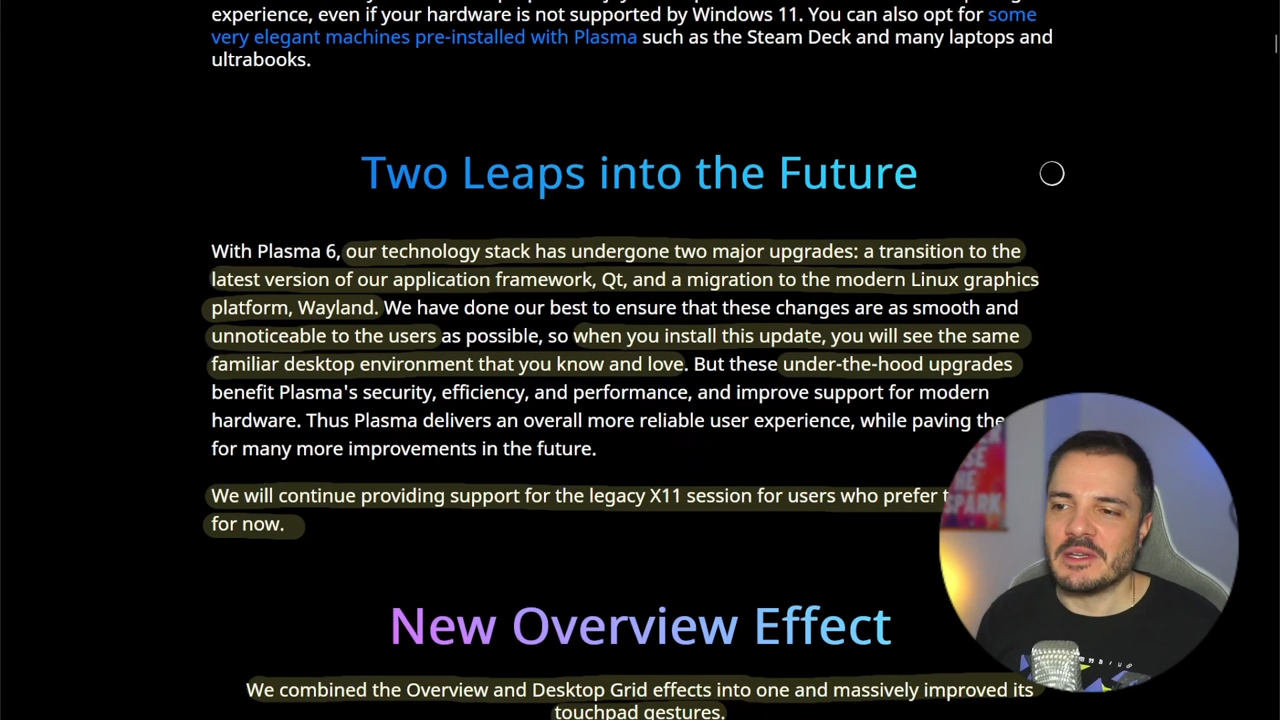 experience, even if your hardware is not supported by Windows 11. You can also opt for some
very elegant machines pre-installed with Plasma such as the Steam Deck and many laptops and
ultrabooks.
Two Leaps into the Future
With Plasma 6, our technology stack has undergone two major upgrades: a transition to the
latest version of our application framework, Qt, and a migration to the modern Linux graphics
platform, Wayland. We have done our best to ensure that these changes are as smooth and
unnoticeable to the users as possible, so when you install this update, you will see the same
familiar desktop environment that you know and love. But these under-the-hood upgrades
benefit Plasma's security, efficiency, and performance, and improve support for modern
hardware. Thus Plasma delivers an overall more reliable user experience, while paving the
for many more improvements in the future.
We will continue providing support for the legacy X11 session for users who prefer
for now.
THE
SPARK
New Overview Effect
We combined the Overview and Desktop Grid effects into one and massively improved its
touchpad gestures.